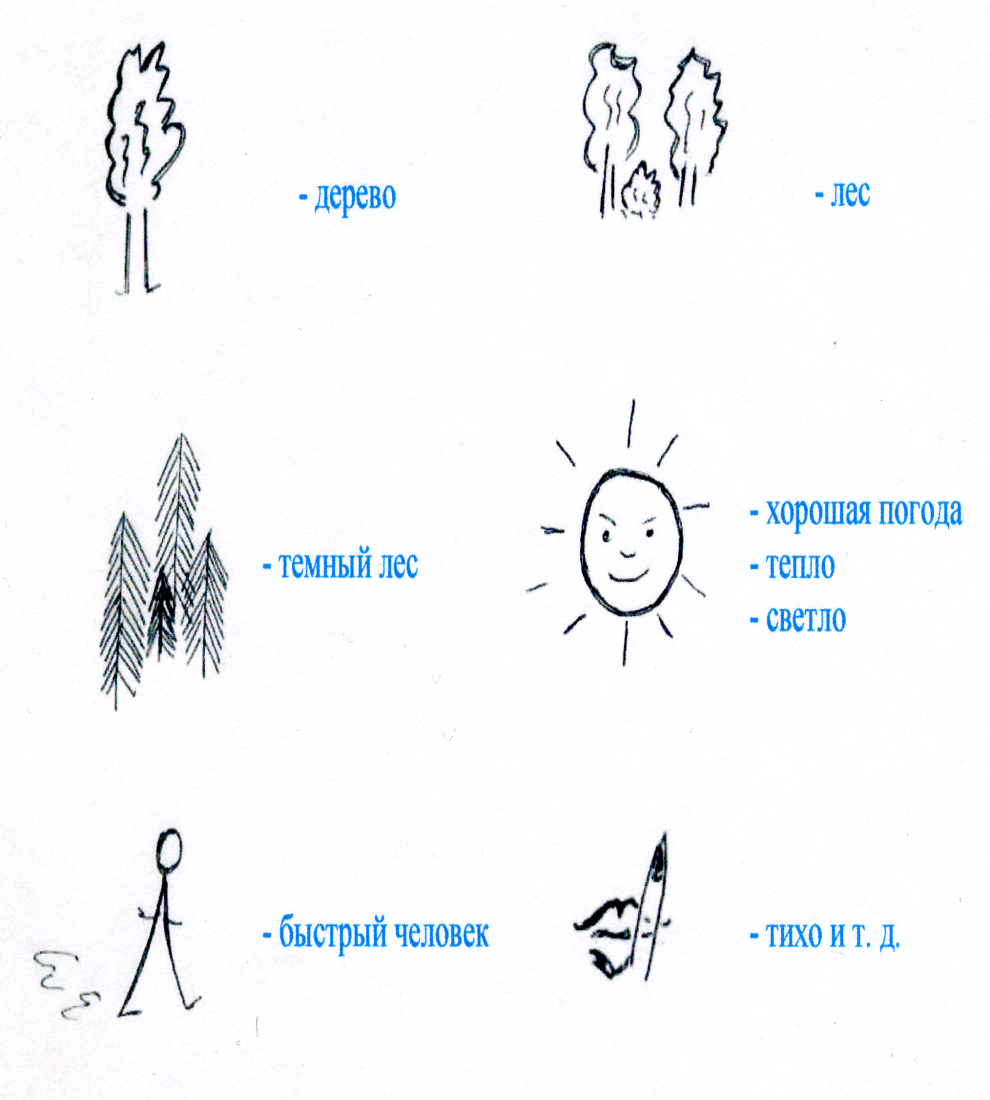 - дерево
- лес
- темный лес
- хорошая погода
- тепло
- светло
- быстрый человек
- тихо и т. д.